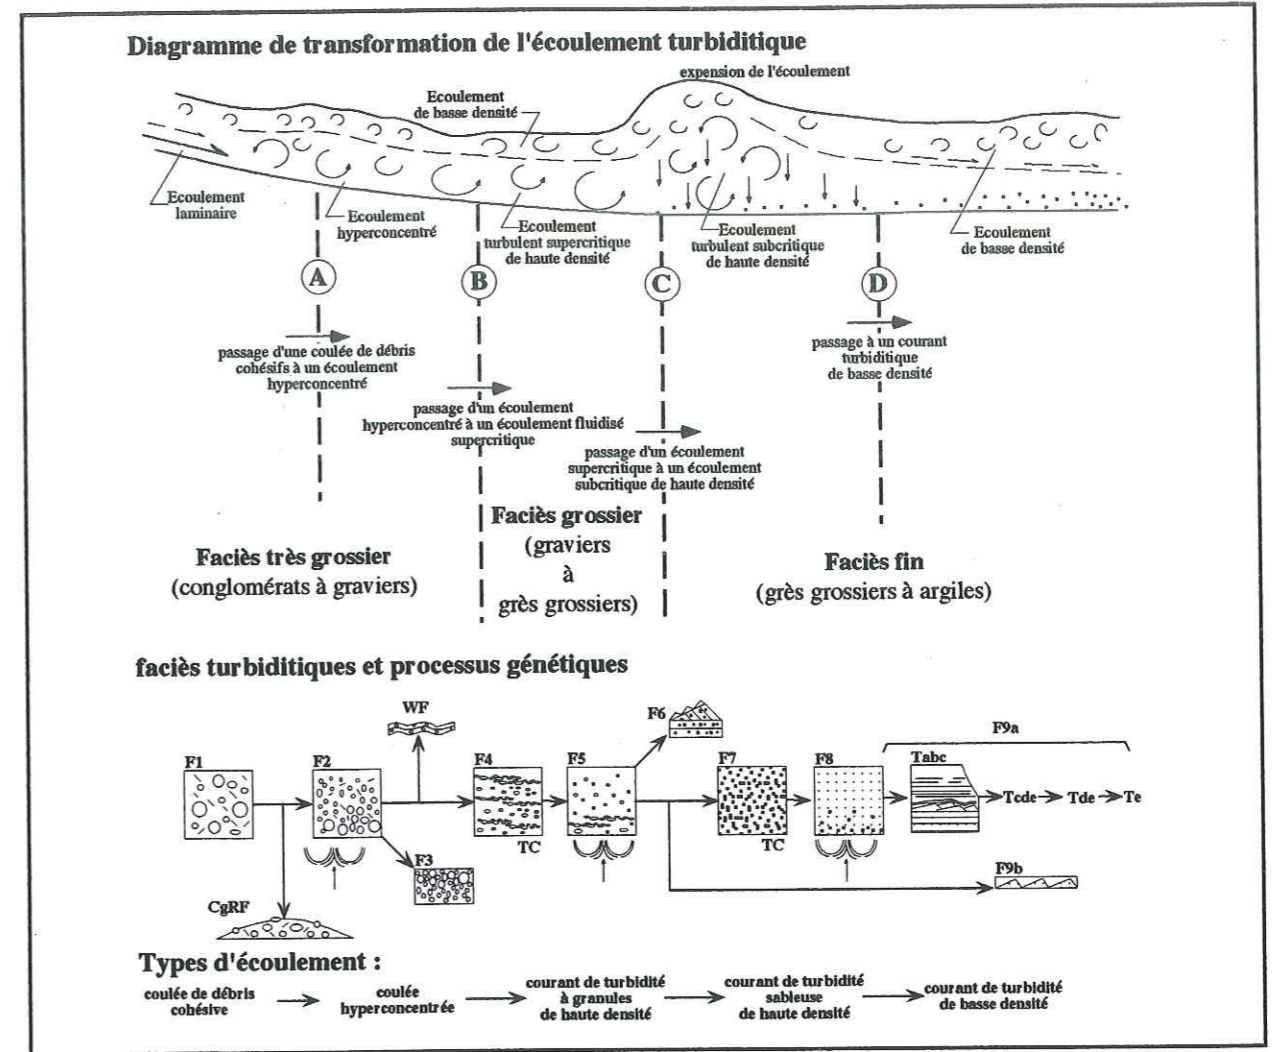 Diagramme de transformation de l'écoulement turbiditique
expension de l'écoulement
Ecoulement
de basse densité
Ecoulement
laminaire
Ecoulement
hyperconcentré
Ecoulement
turbulent supercritique
de haute densité
Ecoulement
turbulent subcritique
de haute densité
Ecoulement
de basse densité
A
B
C
D
passage d'une coulée de débris
cohésifs à un écoulement
hyperconcentré
passage d'un écoulement
hyperconcentré à un écoulement fluidisé
supercritique
passage d'un écoulement
supercritique à un écoulement
subcritique de haute densité
passage à un courant
turbiditique
de basse densité
Faciès très grossier
(conglomérats à graviers)
Faciès grossier
(graviers
à
grès grossiers)
Faciès fin
(grès grossiers à argiles)
faciès turbiditiques et processus génétiques
WF
F6
F9a
F1
F2
F4
F5
F7
F8
Tabc
Tcde
Tde
Te
TC
TC
F3
F9b
CgRF
Types d'écoulement :
coulée de débris
cohésive
coulée
hyperconcentrée
courant de turbidité
à granules
de haute densité
courant de turbidité
sableuse
de haute densité
courant de turbidité
de basse densité